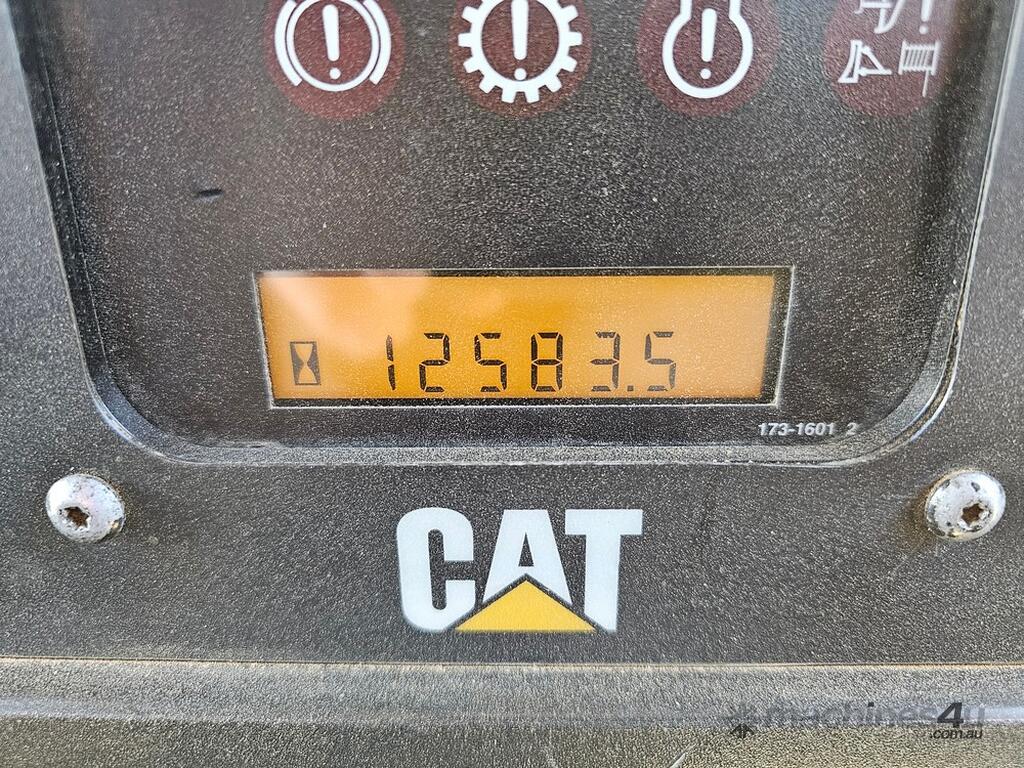 12583.5
173-1601 2
CAT
machines4u
.com.au